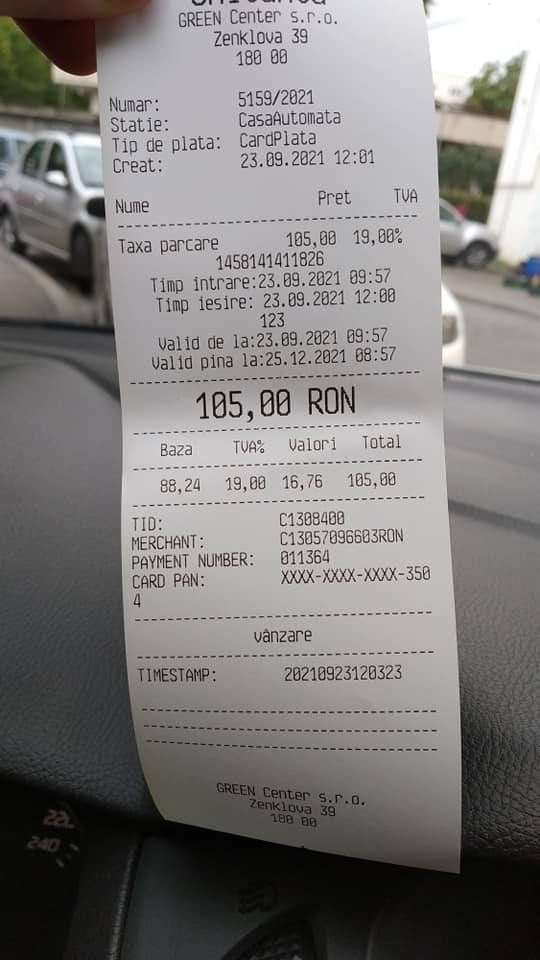 GREEN Center s.r.o.
Zenklova 39
180 00
Numar: 5159/2021
Statie: CasaAutomata
Tip de plata: CardPlata
Creat: 23.09.2021 12:01
Nume Pret TVA
Taxa parcare 105,00 19,00%
1458141411826
Timp intrare:23.09.2021 09:57
Timp iesire: 23.09.2021 12:00
123
Valid de la:23.09.2021 09:57
Valid pina la:25.12.2021 08:57
105,00 RON
Baza TVA% Valori Total
88,24 19,00 16,76 105,00
TID: C1308400
MERCHANT: C13057096603RON
PAYMENT NUMBER: 011364
CARD PAN: XXXX-XXXX-XXXX-350
4
vânzare
TIMESTAMP: 20210923120323
GREEN Center s.r.o.
Zenklova 39
180 00
220
240